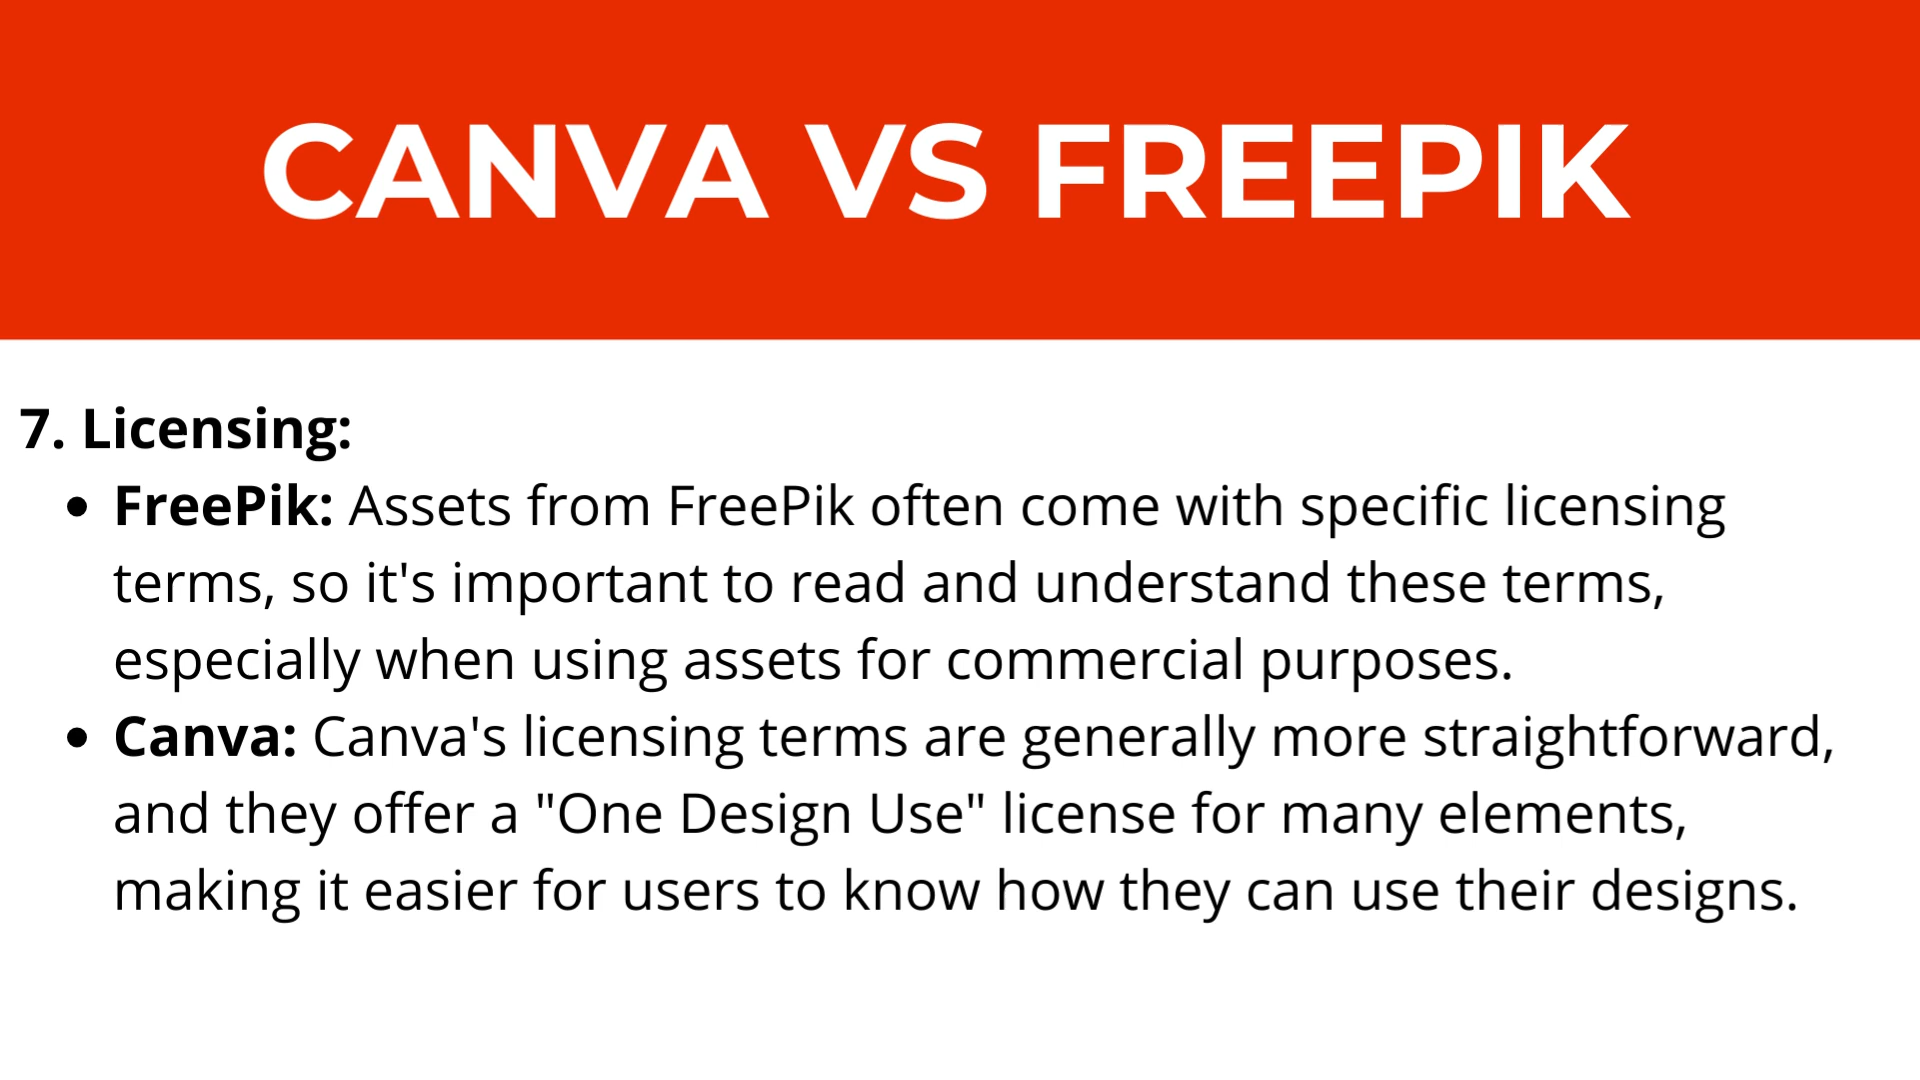 CANVA VS FREEPIK
7. Licensing:
• FreePik: Assets from FreePik often come with specific licensing
terms, so it's important to read and understand these terms,
especially when using assets for commercial purposes.
• Canva: Canva's licensing terms are generally more straightforward,
and they offer a "One Design Use" license for many elements,
making it easier for users to know how they can use their designs.